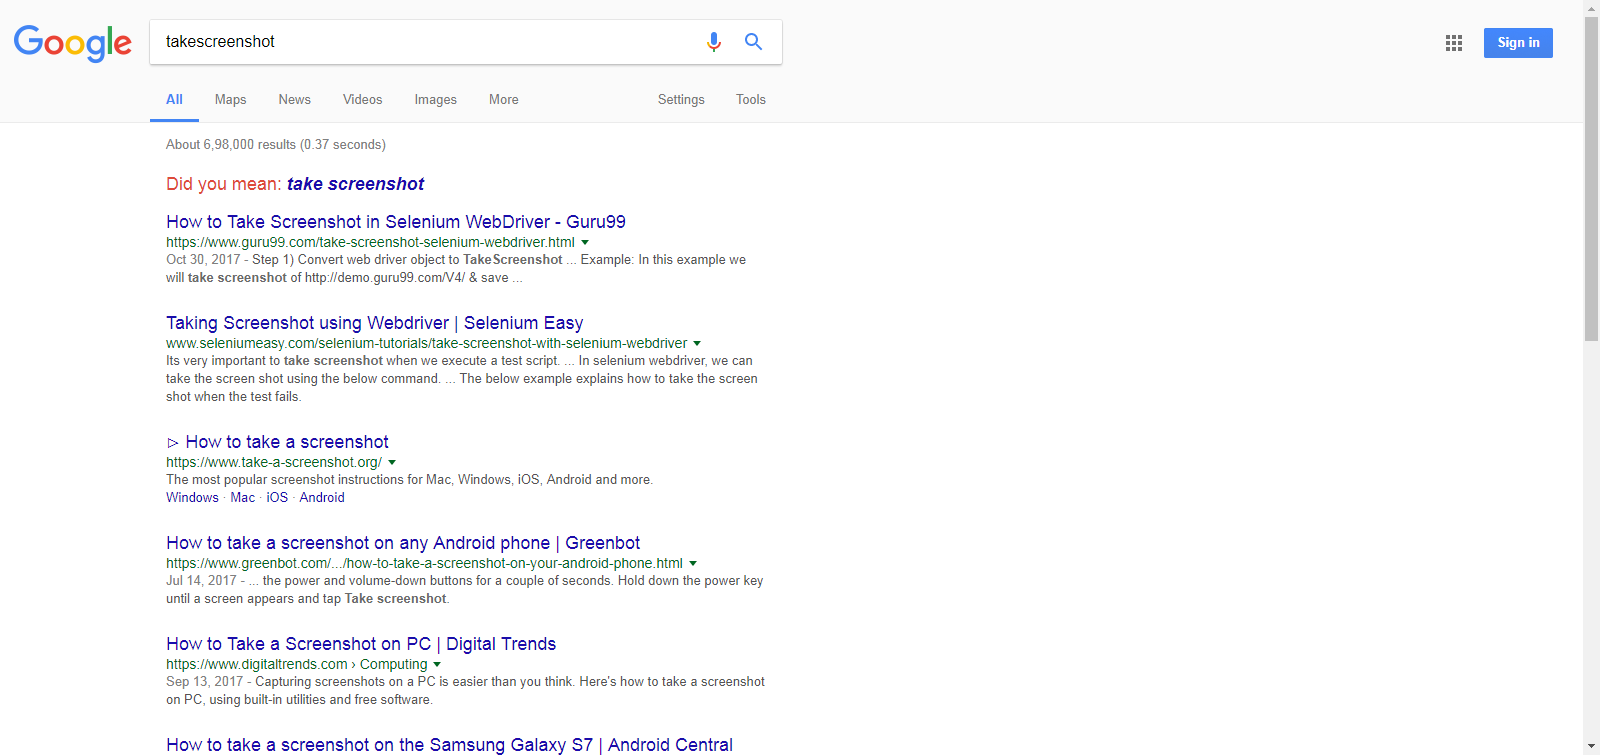 Google
takescreenshot
Sign in
All Maps News Videos Images More Settings Tools
About 6,98,000 results (0.37 seconds)
Did you mean: take screenshot
How to Take Screenshot in Selenium WebDriver - Guru99
https://www.guru99.com/take-screenshot-selenium-webdriver.html
Oct 30, 2017 - Step 1) Convert web driver object to TakeScreenshot ... Example: In this example we
will take screenshot of http://demo.guru99.com/V4/ & save ...
Taking Screenshot using Webdriver | Selenium Easy
www.seleniumeasy.com/selenium-tutorials/take-screenshot-with-selenium-webdriver
Its very important to take screenshot when we execute a test script. ... In selenium webdriver, we can
take the screen shot using the below command. ... The below example explains how to take the screen
shot when the test fails.
▷ How to take a screenshot
https://www.take-a-screenshot.org/
The most popular screenshot instructions for Mac, Windows, iOS, Android and more.
Windows · Mac · iOS · Android
How to take a screenshot on any Android phone | Greenbot
https://www.greenbot.com/.../how-to-take-a-screenshot-on-your-android-phone.html
Jul 14, 2017 - ... the power and volume-down buttons for a couple of seconds. Hold down the power key
until a screen appears and tap Take screenshot.
How to Take a Screenshot on PC | Digital Trends
https://www.digitaltrends.com › Computing
Sep 13, 2017 - Capturing screenshots on a PC is easier than you think. Here's how to take a screenshot
on PC, using built-in utilities and free software.
How to take a screenshot on the Samsung Galaxy S7 | Android Central